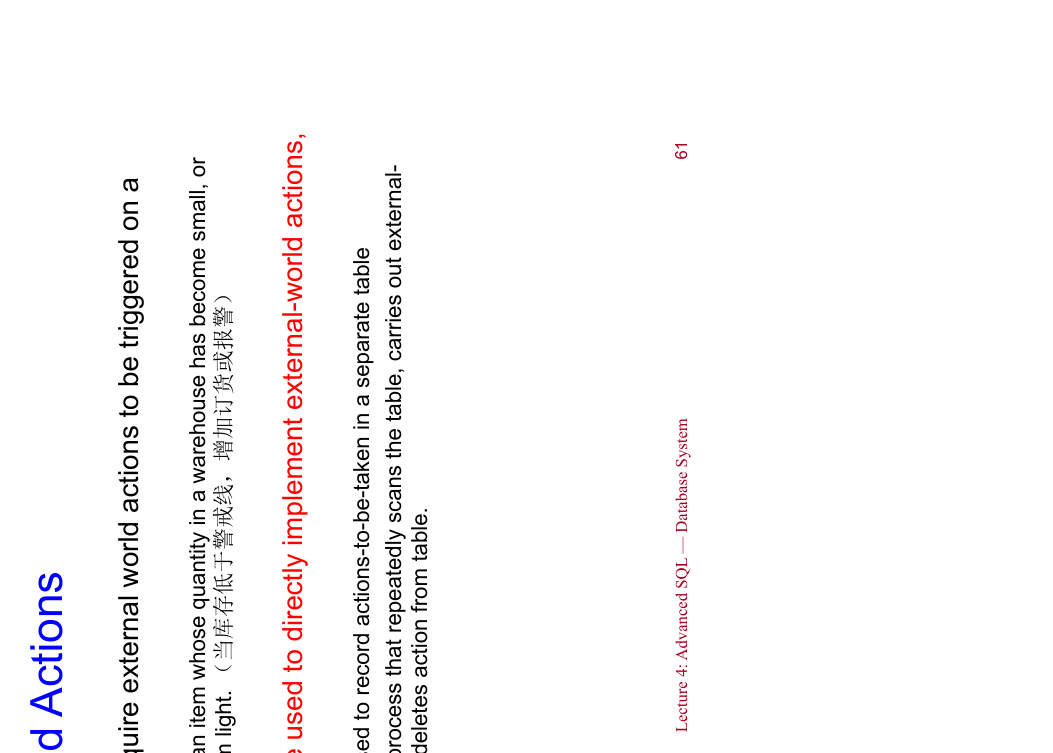 d Actions
quire external world actions to be triggered on a
an item whose quantity in a warehouse has become small, or
n light. （当库存低于警戒线，增加订货或报警）
e used to directly implement external-world actions,
sed to record actions-to-be-taken in a separate table
process that repeatedly scans the table, carries out external-
deletes action from table.
Lecture 4: Advanced SQL — Database System 61